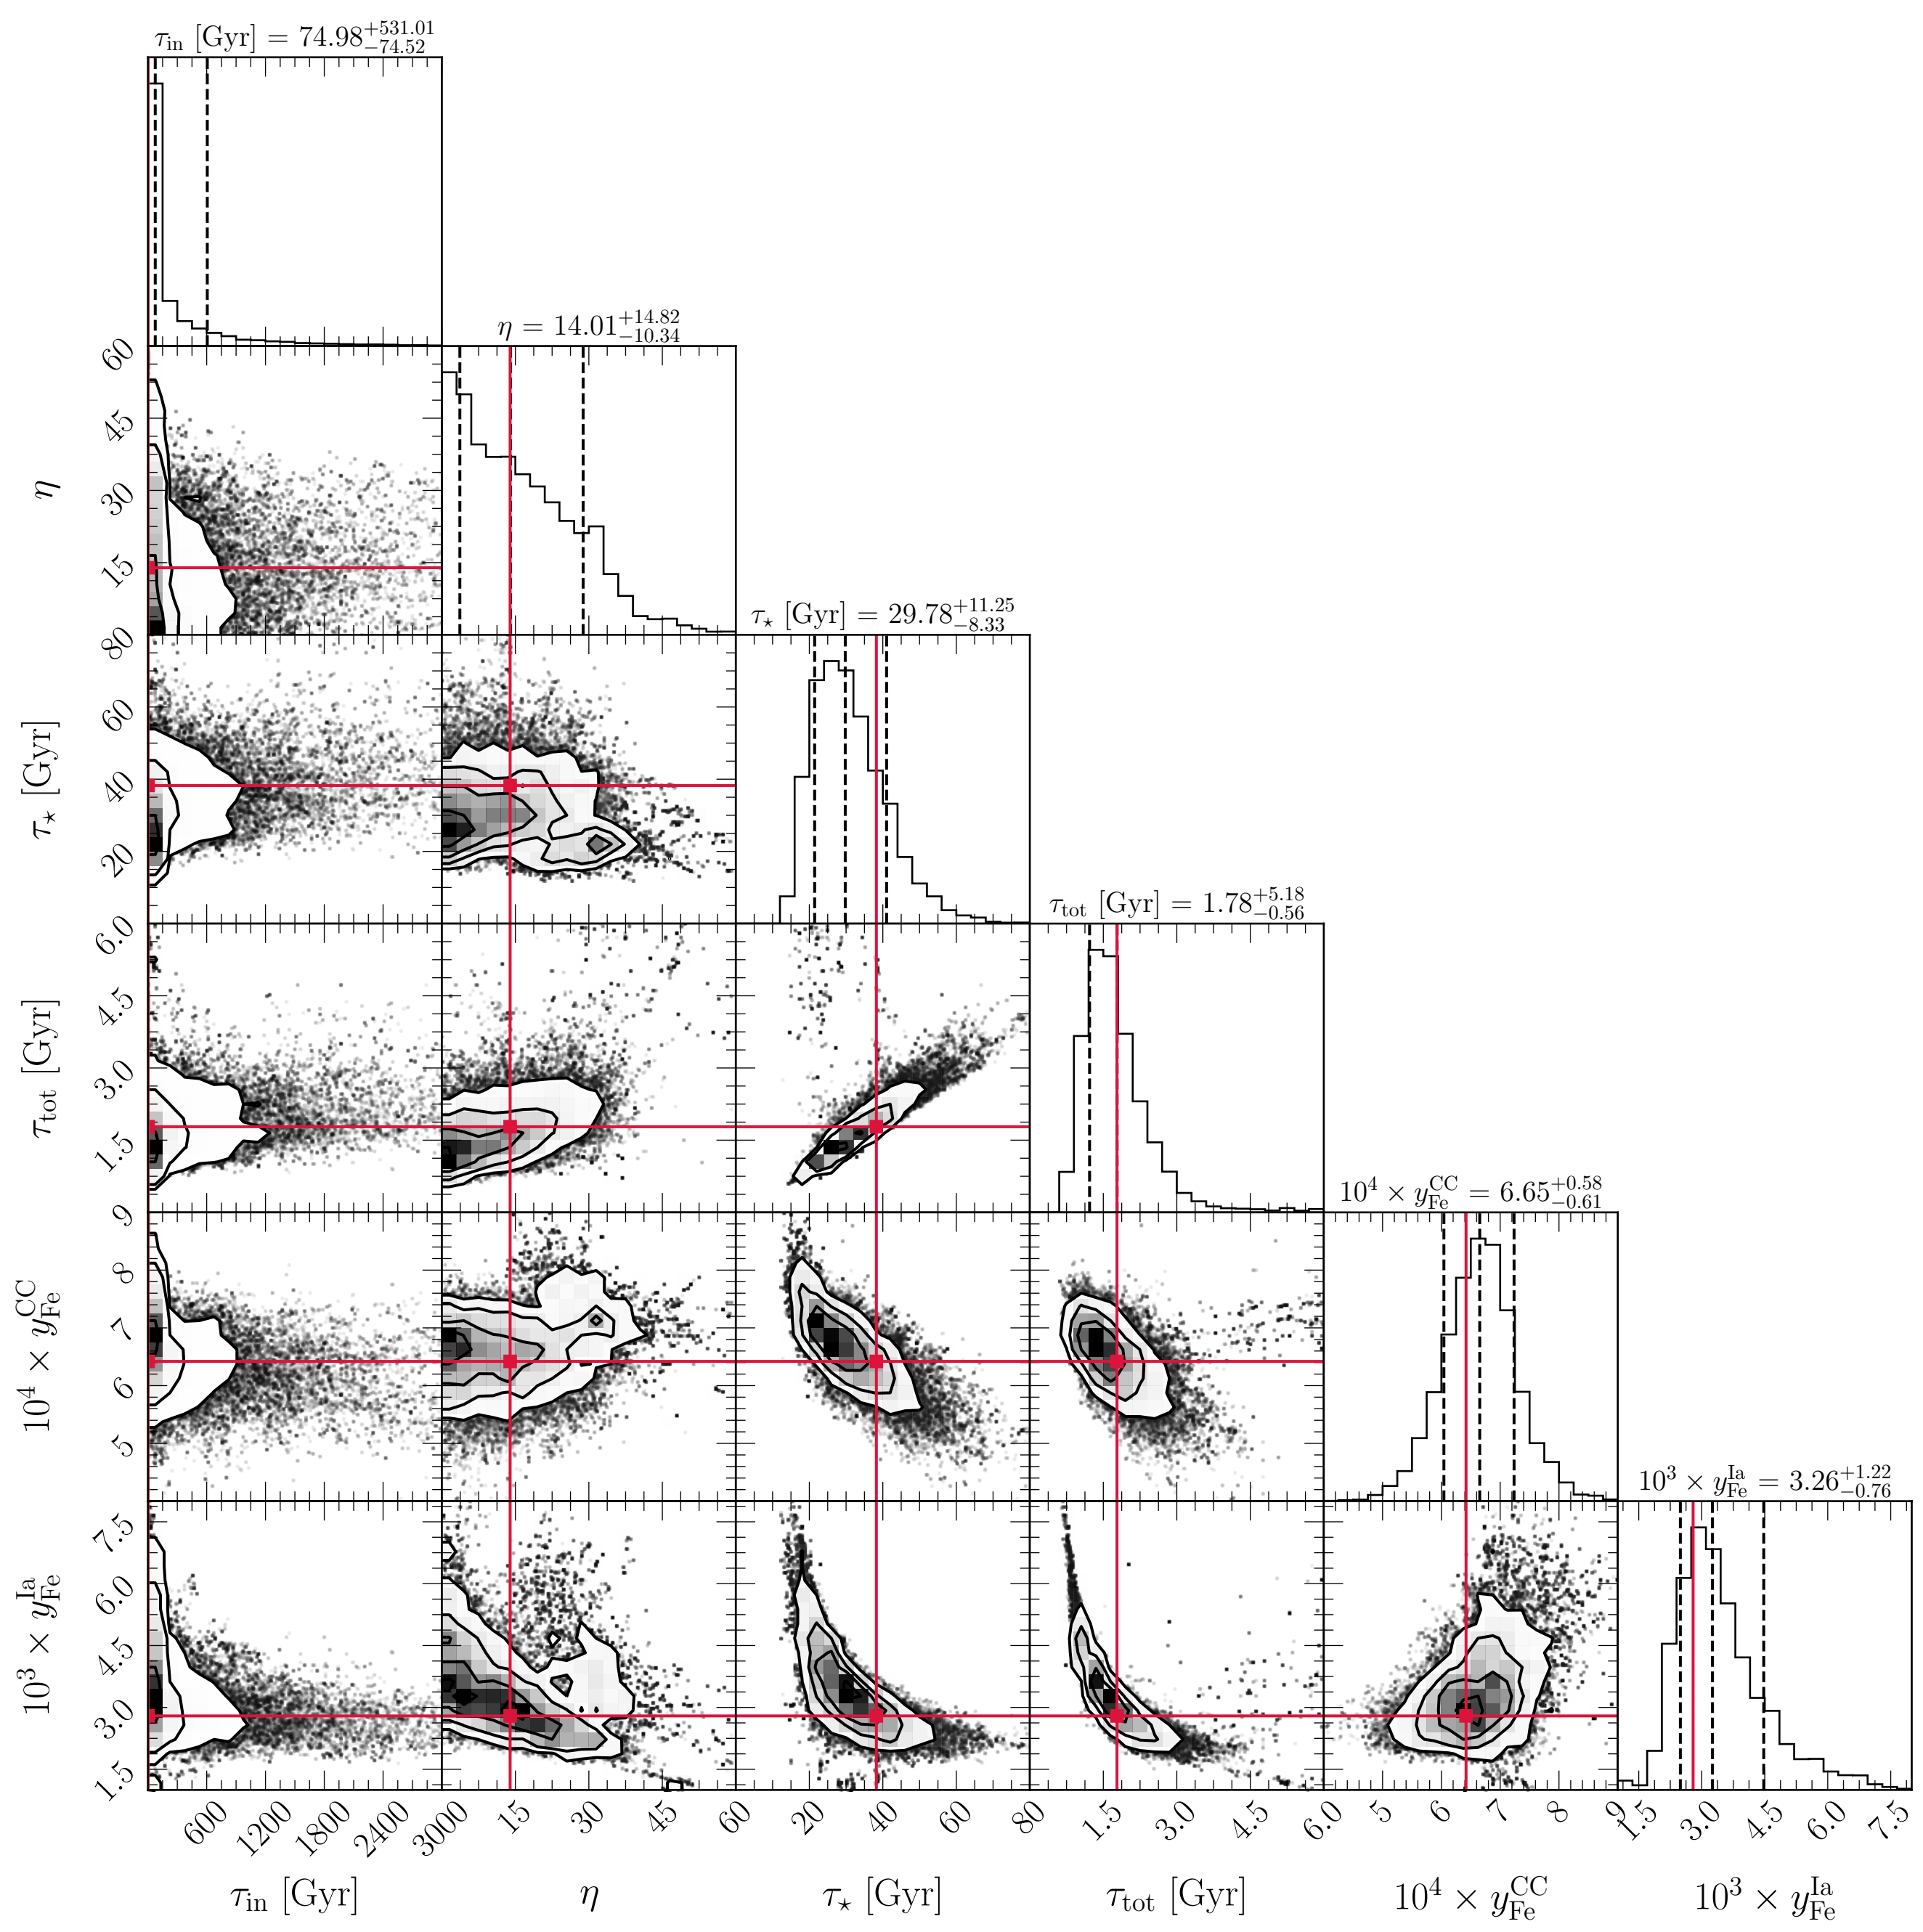 τ_in [Gyr] = 74.98^{+531.01}_{−74.52}
η = 14.01^{+14.82}_{−10.34}
τ_⋆ [Gyr] = 29.78^{+11.25}_{−8.33}
τ_tot [Gyr] = 1.78^{+5.18}_{−0.56}
10^4 × y_Fe^CC = 6.65^{+0.58}_{−0.61}
10^3 × y_Fe^Ia = 3.26^{+1.22}_{−0.76}
η
60
45
30
15
τ_⋆ [Gyr]
80
60
40
20
τ_tot [Gyr]
6.0
4.5
3.0
1.5
10^4 × y_Fe^CC
9
8
7
6
5
10^3 × y_Fe^Ia
7.5
6.0
4.5
3.0
1.5
600 1200 1800 2400 3000
15 30 45 60
20 40 60 80
1.5 3.0 4.5 6.0
5 6 7 8 9
1.5 3.0 4.5 6.0 7.5
τ_in [Gyr]
η
τ_⋆ [Gyr]
τ_tot [Gyr]
10^4 × y_Fe^CC
10^3 × y_Fe^Ia